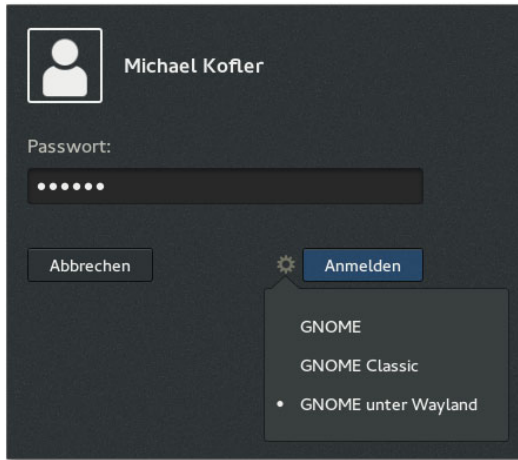 Michael Kofler
Passwort:
••••••
Abbrechen
Anmelden
GNOME
GNOME Classic
• GNOME unter Wayland